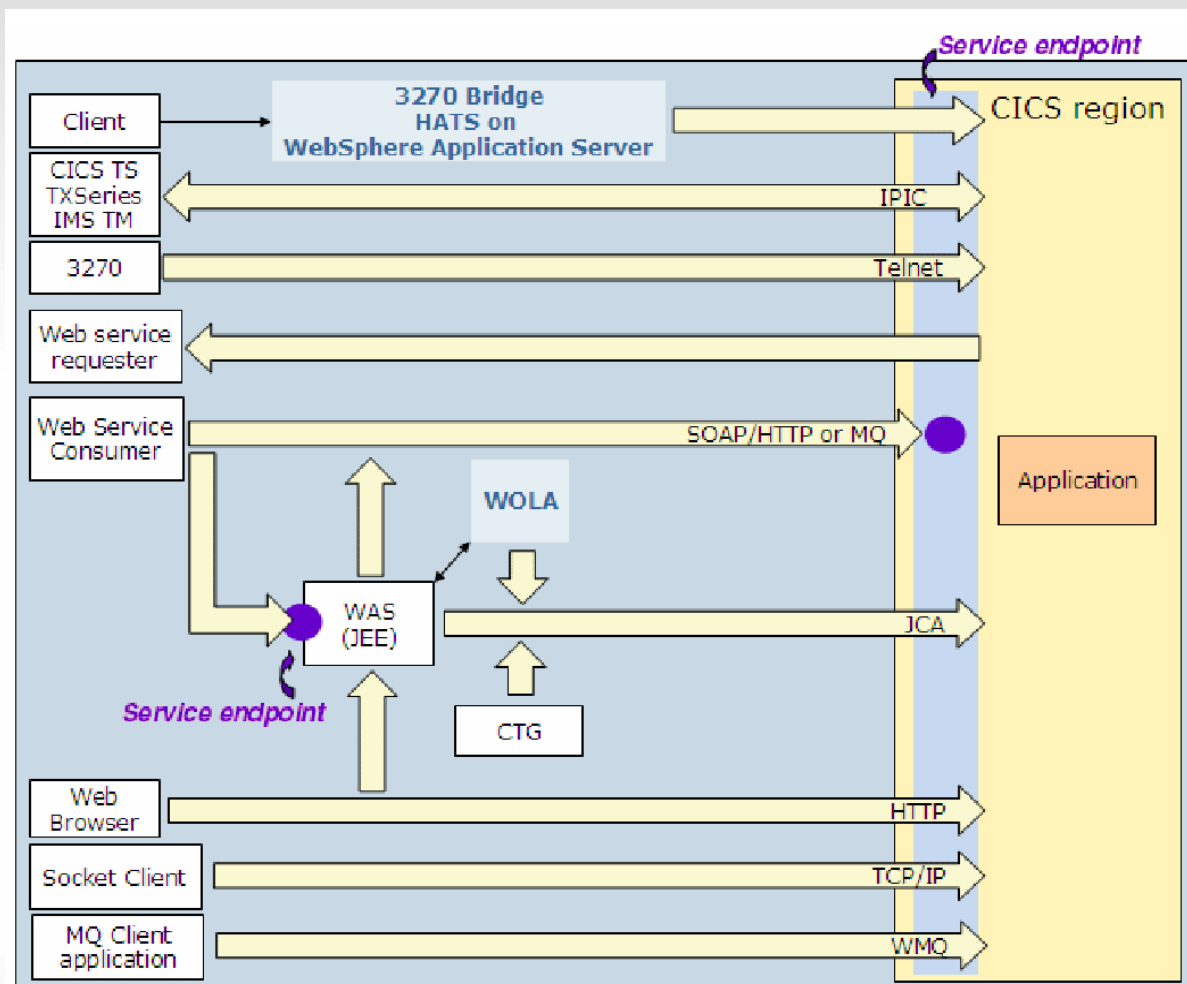 Service endpoint
CICS region
Client
3270 Bridge
HATS on
WebSphere Application Server
CICS TS
TXSeries
IMS TM
IPIC
3270
Telnet
Web service
requester
Web Service
Consumer
SOAP/HTTP or MQ
Application
WOLA
WAS
(JEE)
JCA
Service endpoint
CTG
Web
Browser
HTTP
Socket Client
TCP/IP
MQ Client
application
WMQ